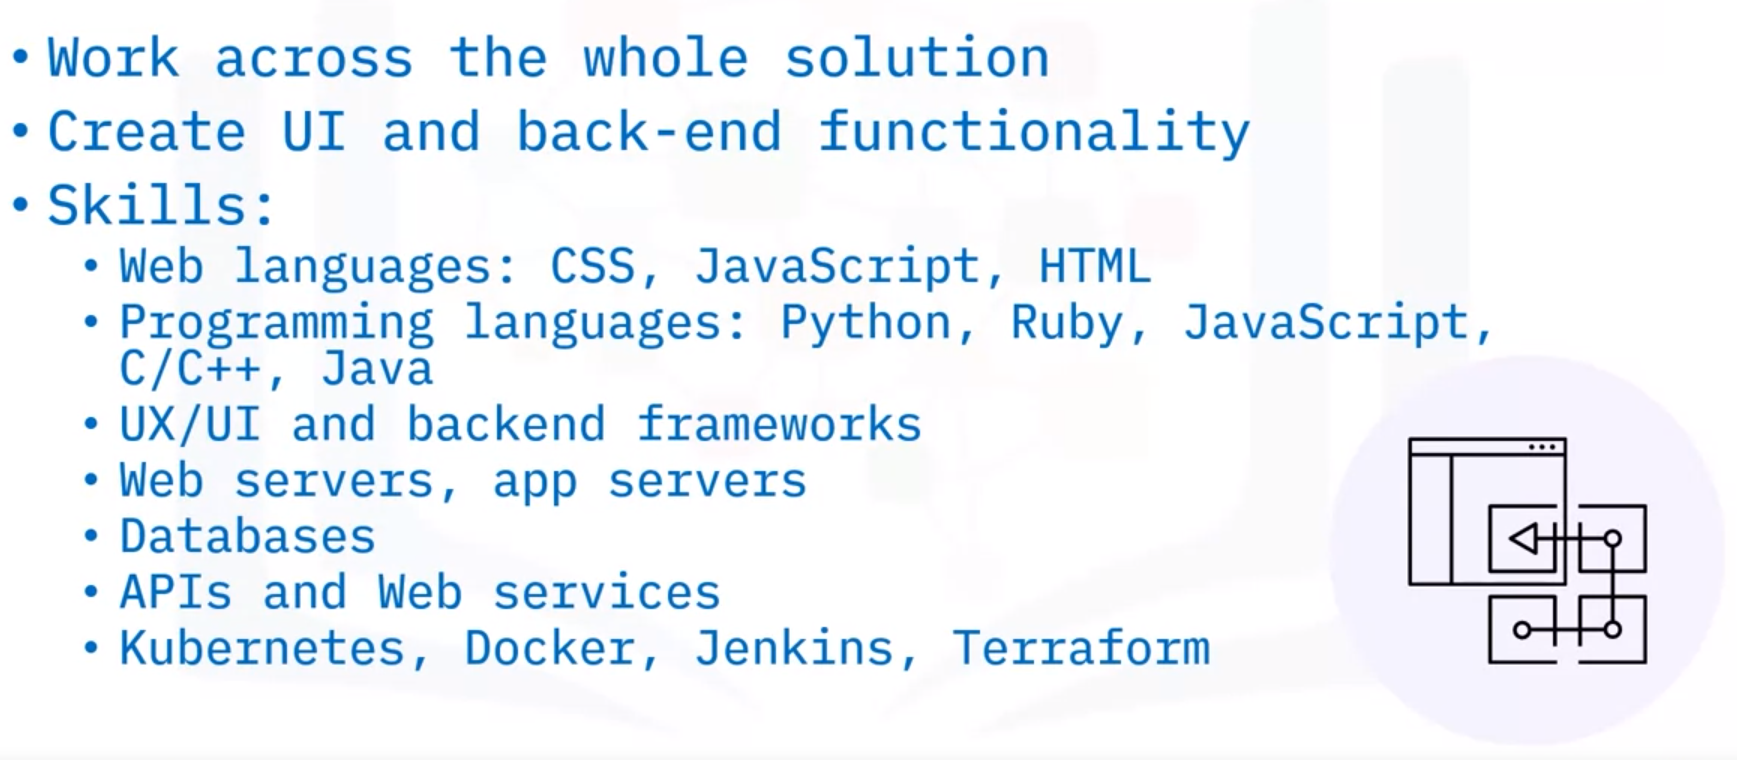 • Work across the whole solution
• Create UI and back-end functionality
• Skills:
• Web languages: CSS, JavaScript, HTML
• Programming languages: Python, Ruby, JavaScript,
C/C++, Java
• UX/UI and backend frameworks
• Web servers, app servers
• Databases
• APIs and Web services
• Kubernetes, Docker, Jenkins, Terraform